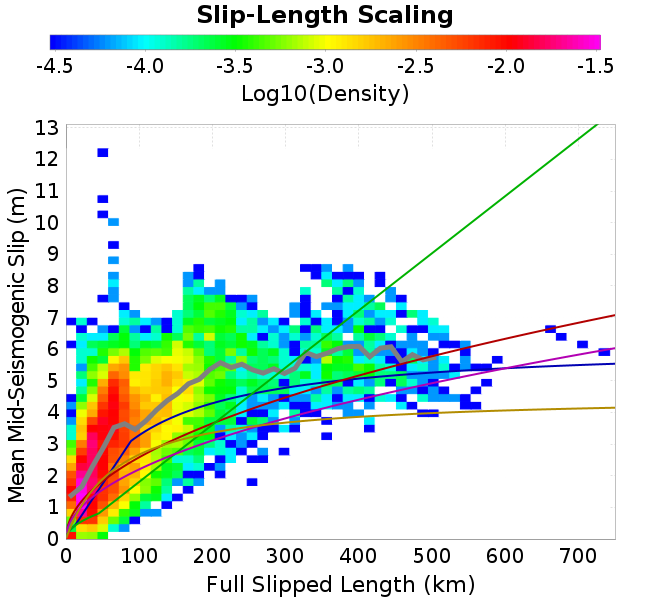 Slip-Length Scaling
-4.5 -4.0 -3.5 -3.0 -2.5 -2.0 -1.5
Log10(Density)
13
12
11
10
9
8
7
6
5
4
3
2
1
0
Mean Mid-Seismogenic Slip (m)
0 100 200 300 400 500 600 700
Full Slipped Length (km)